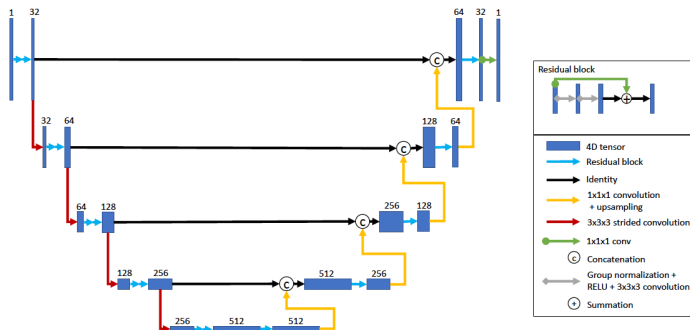 1 32 64 32 1
32 64 128 64
64 128 256 128
128 256 512 256
256 512 512
C
C
C
C
Residual block
+
4D tensor
Residual block
Identity
1x1x1 convolution
+ upsampling
3x3x3 strided convolution
1x1x1 conv
C Concatenation
Group normalization +
RELU + 3x3x3 convolution
+ Summation